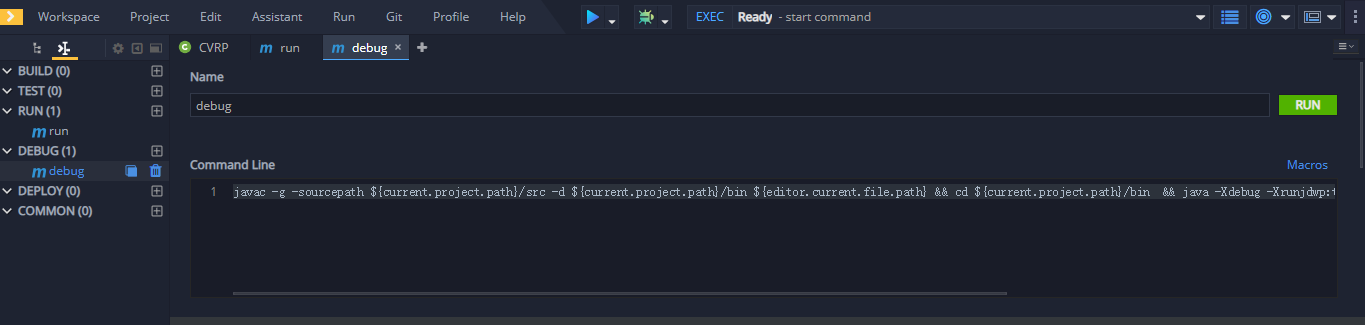 Workspace Project Edit Assistant Run Git Profile Help EXEC Ready - start command
CVRP run debug
BUILD (0)
TEST (0)
RUN (1)
run
DEBUG (1)
debug
DEPLOY (0)
COMMON (0)
Name
debug RUN
Command Line Macros
1 javac -g -sourcepath ${current.project.path}/src -d ${current.project.path}/bin ${editor.current.file.path} && cd ${current.project.path}/bin && java -Xdebug -Xrunjdwp:t